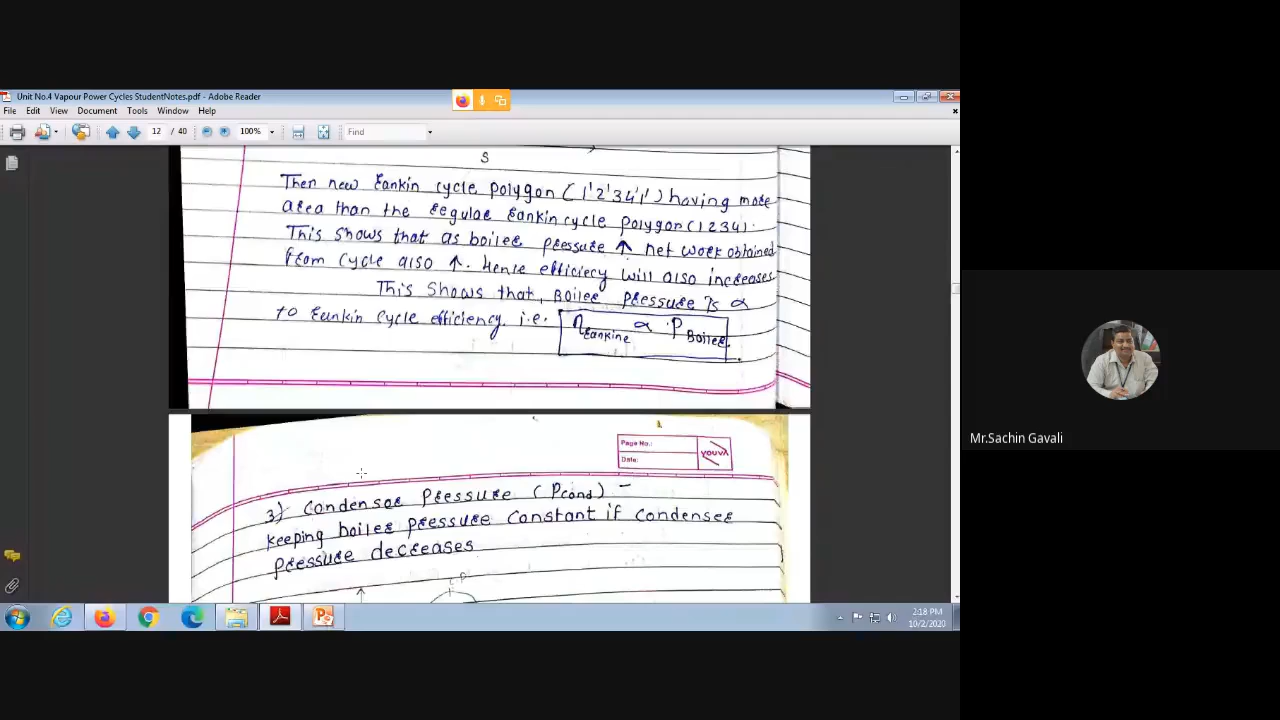 Unit No.4 Vapour Power Cycles StudentNotes.pdf - Adobe Reader
File Edit View Document Tools Window Help
12 / 40 100% Find
S
Then new Rankin cycle polygon (1'2'34'1') having more
area than the regular Rankin cycle polygon (1234).
This shows that as boiler pressure ↑ net work obtained
from cycle also ↑. Hence efficiecy will also increases
This shows that, Boiler pressure is α
to Rankin cycle efficiency. i.e. η Rankine α P Boiler.
Page No.:
Date:
YOUVA
3) Condensor Pressure (Pcond) –
keeping boiler pressure constant if condenser
pressure decreases
Mr.Sachin Gavali
2:18 PM
10/2/2020